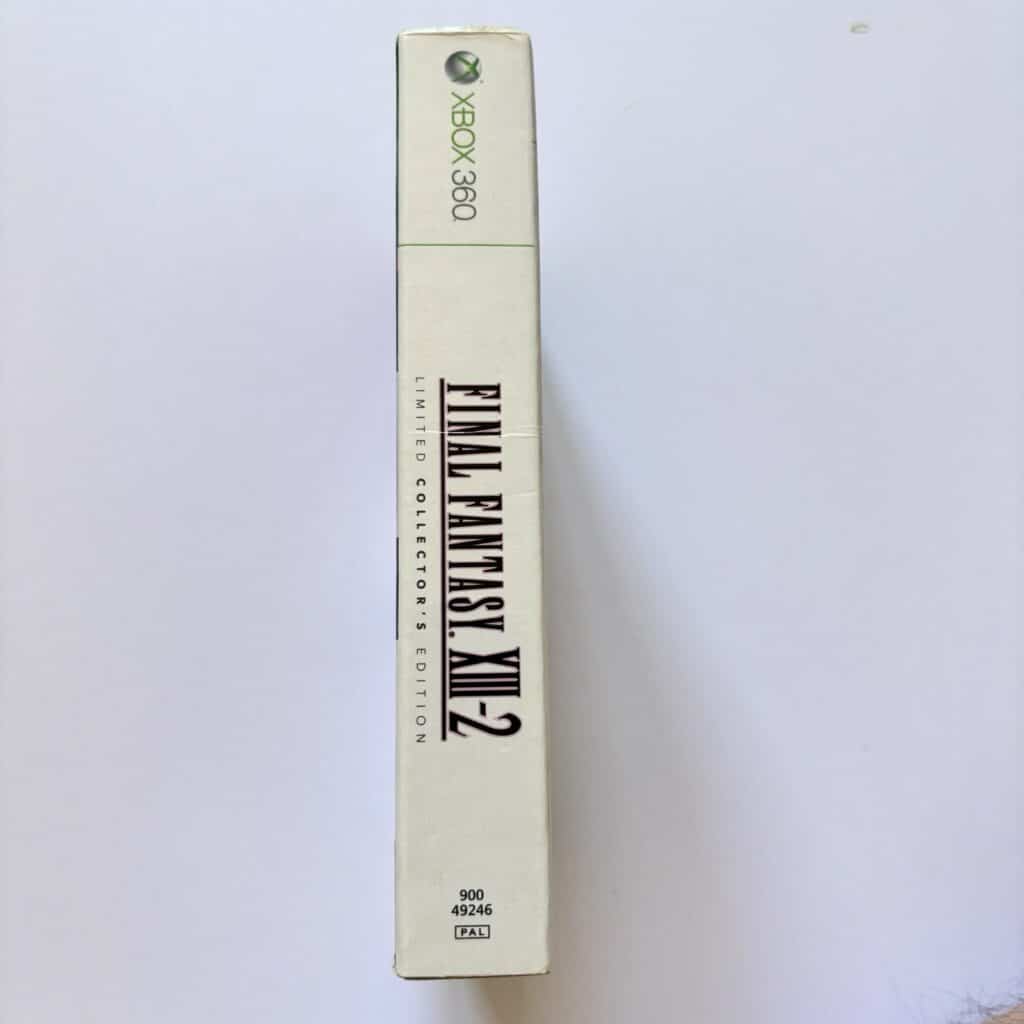 XBOX 360
FINAL FANTASY. XIII-2
LIMITED COLLECTOR'S EDITION
900
49246
PAL